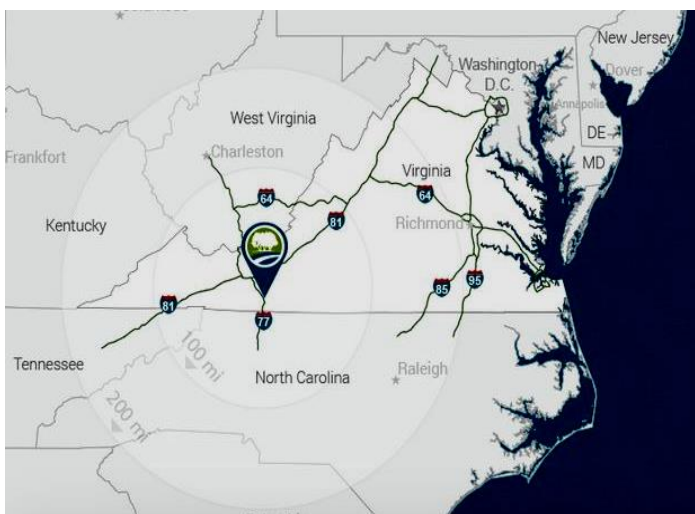 New Jersey
Washington
D.C.
Dover
Annapolis
West Virginia
DE
Charleston
MD
Frankfort
Virginia
64
64
81
Kentucky
Richmond
85
95
81
77
100 mi
Tennessee
Raleigh
North Carolina
200 mi